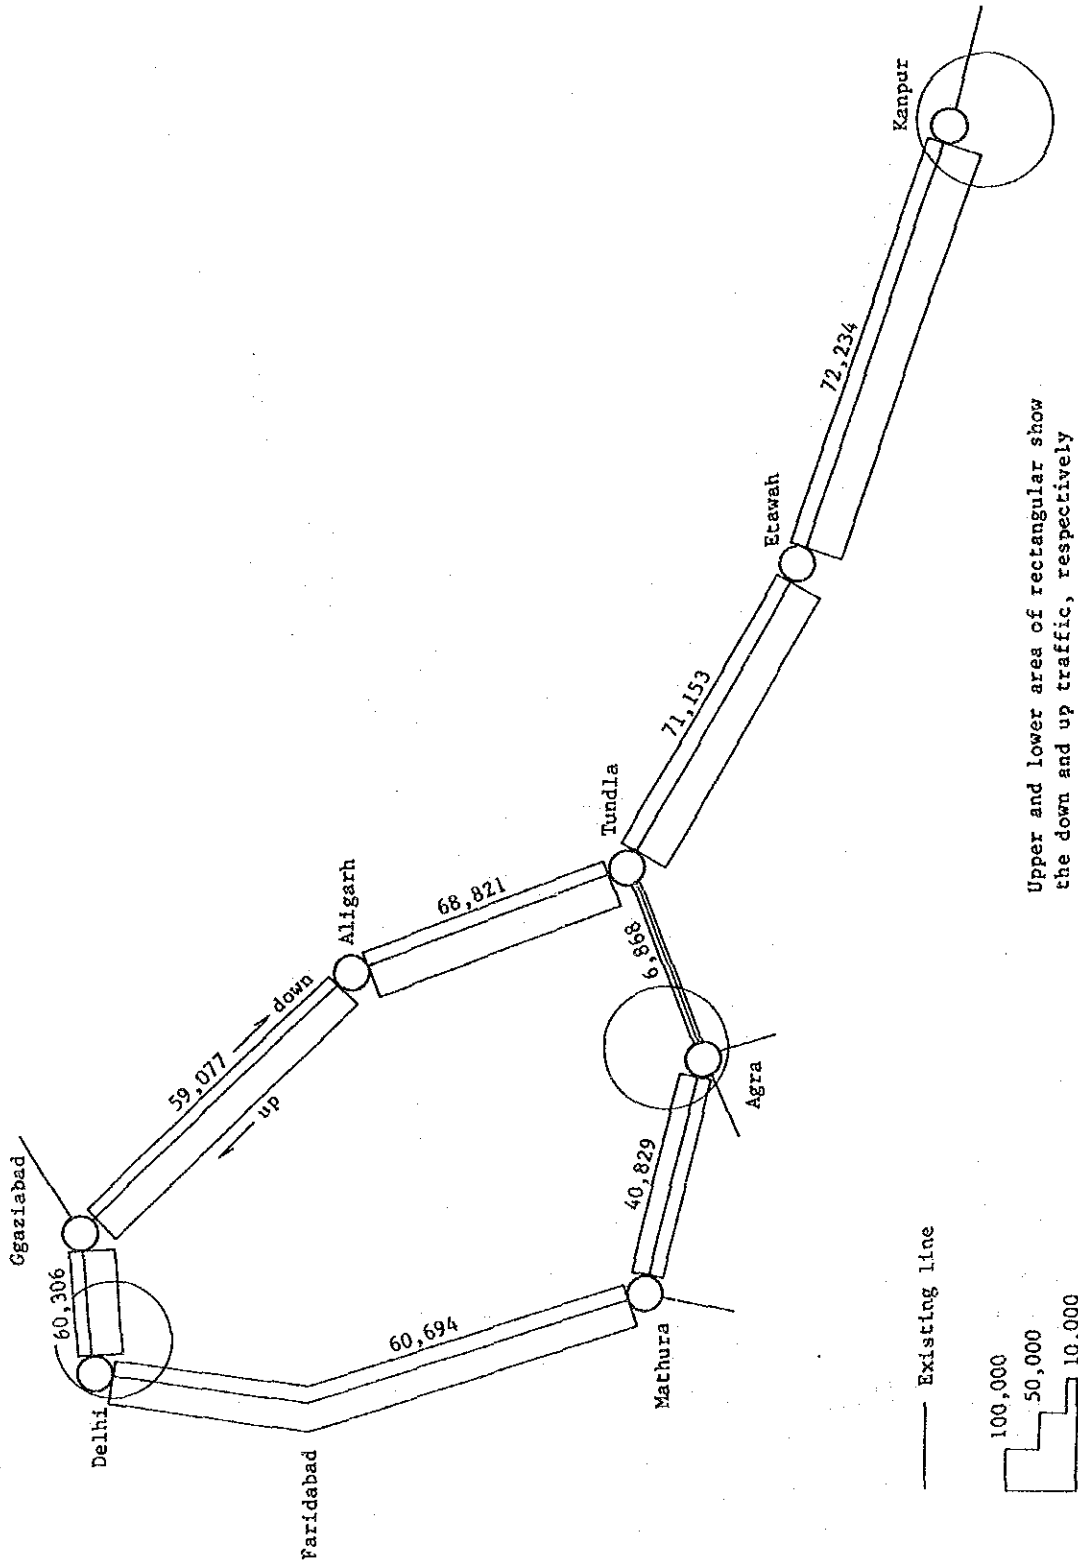 Ggaziabad
60,306
Delhi
59,077
down
up
Aligarh
68,821
Faridabad
60,694
Mathura
40,829
Agra
6,868
Tundla
71,153
Etawah
72,234
Kanpur
Existing line
100,000
50,000
10,000
Upper and lower area of rectangular show
the down and up traffic, respectively